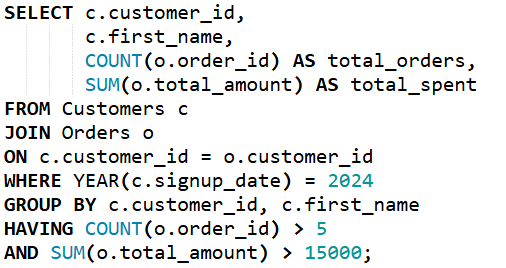 SELECT c.customer_id,
c.first_name,
COUNT(o.order_id) AS total_orders,
SUM(o.total_amount) AS total_spent
FROM Customers c
JOIN Orders o
ON c.customer_id = o.customer_id
WHERE YEAR(c.signup_date) = 2024
GROUP BY c.customer_id, c.first_name
HAVING COUNT(o.order_id) > 5
AND SUM(o.total_amount) > 15000;